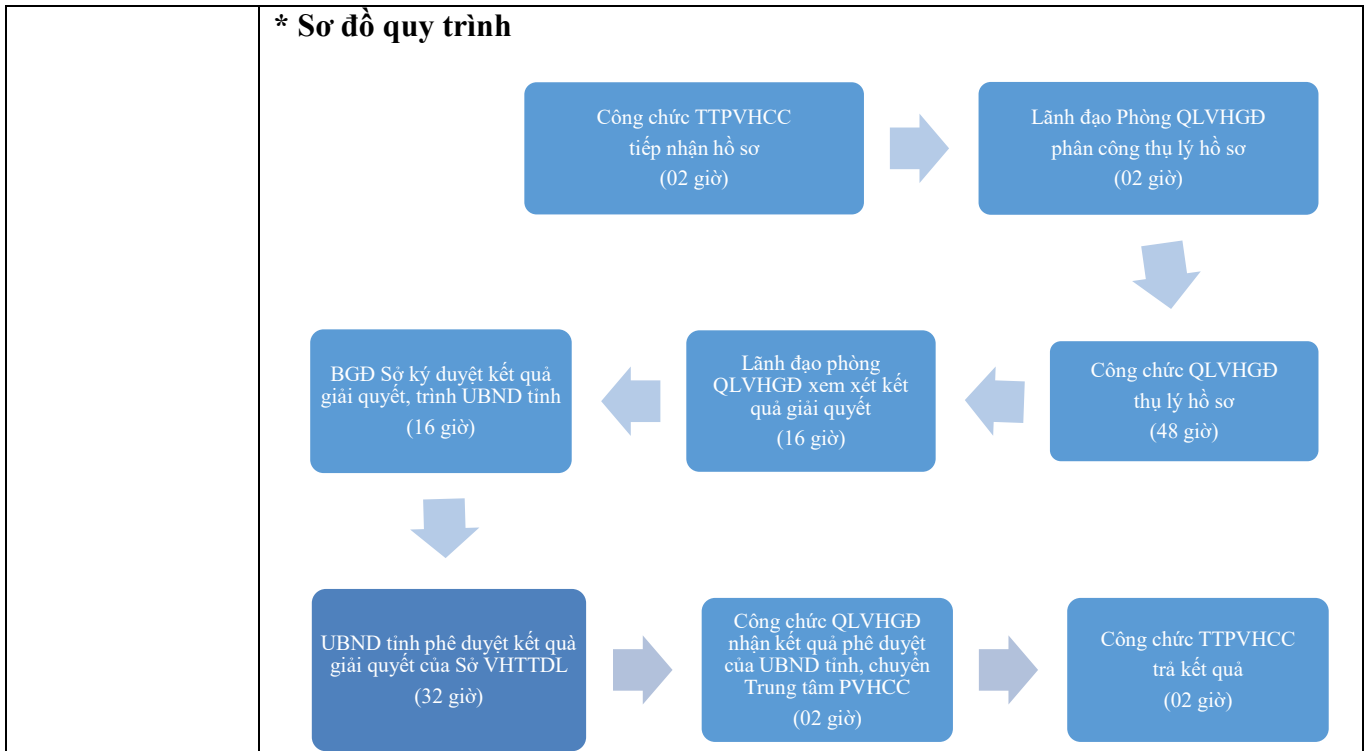 * Sơ đồ quy trình
Công chức TTPVHCC
tiếp nhận hồ sơ
(02 giờ)
Lãnh đạo Phòng QLVHGĐ
phân công thụ lý hồ sơ
(02 giờ)
Công chức QLVHGĐ
thụ lý hồ sơ
(48 giờ)
Lãnh đạo phòng
QLVHGĐ xem xét kết
quả giải quyết
(16 giờ)
BGĐ Sở ký duyệt kết quả
giải quyết, trình UBND tỉnh
(16 giờ)
UBND tỉnh phê duyệt kết quả
giải quyết của Sở VHTTDL
(32 giờ)
Công chức QLVHGĐ
nhận kết quả phê duyệt
của UBND tỉnh, chuyển
Trung tâm PVHCC
(02 giờ)
Công chức TTPVHCC
trả kết quả
(02 giờ)